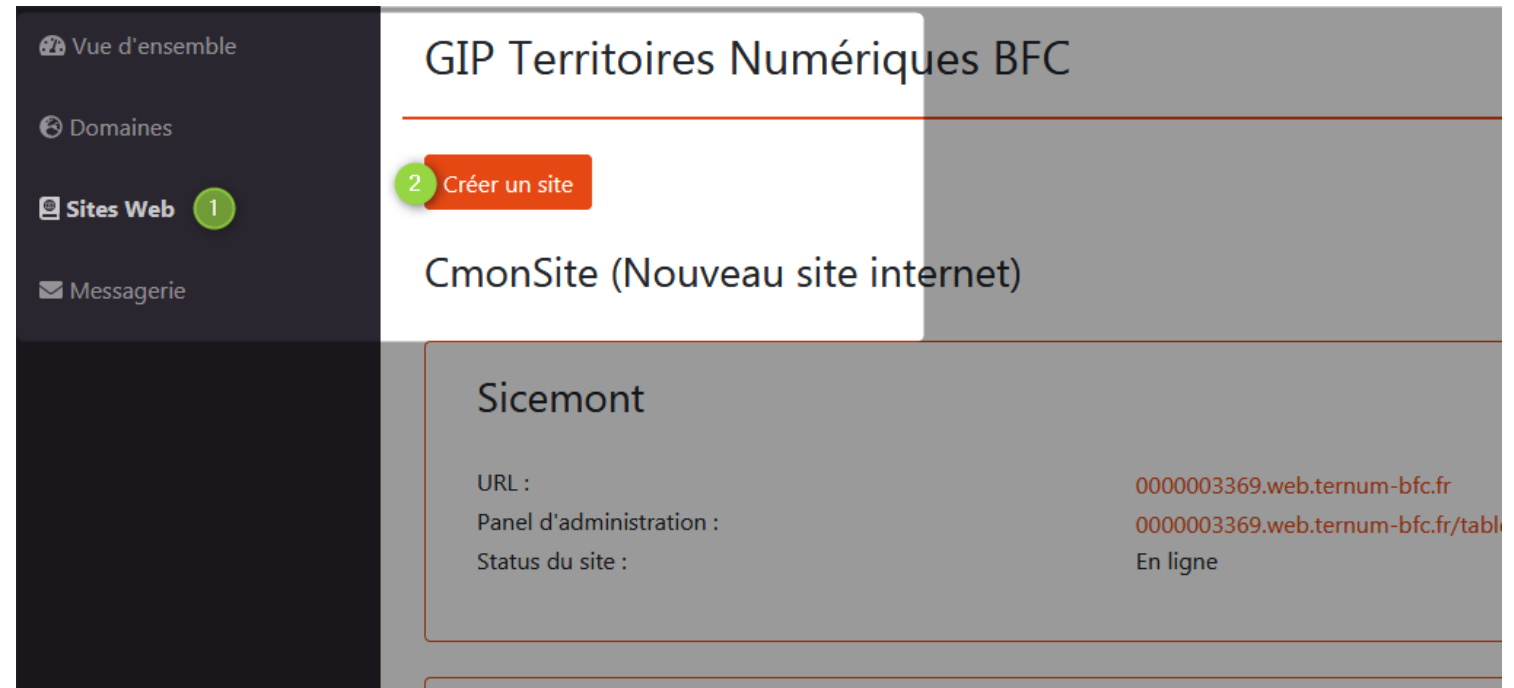 Vue d'ensemble
Domaines
Sites Web 1
Messagerie
GIP Territoires Numériques BFC
2 Créer un site
CmonSite (Nouveau site internet)
Sicemont
URL : 0000003369.web.ternum-bfc.fr
Panel d'administration : 0000003369.web.ternum-bfc.fr/tabl
Status du site : En ligne